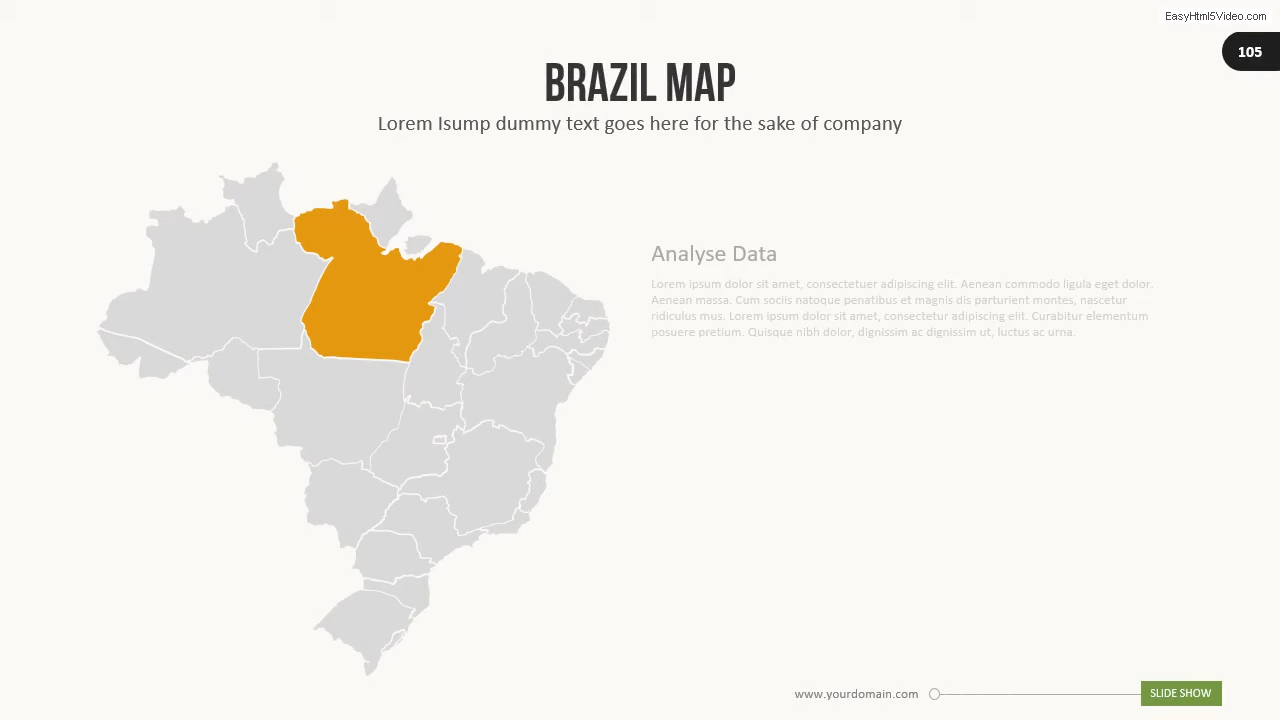 EasyHtml5Video.com
105
BRAZIL MAP
Lorem Isump dummy text goes here for the sake of company
Analyse Data
Lorem ipsum dolor sit amet, consectetuer adipiscing elit. Aenean commodo ligula eget dolor.
Aenean massa. Cum sociis natoque penatibus et magnis dis parturient montes, nascetur
ridiculus mus. Lorem ipsum dolor sit amet, consectetur adipiscing elit. Curabitur elementum
posuere pretium. Quisque nibh dolor, dignissim ac dignissim ut, luctus ac urna.
www.yourdomain.com
SLIDE SHOW